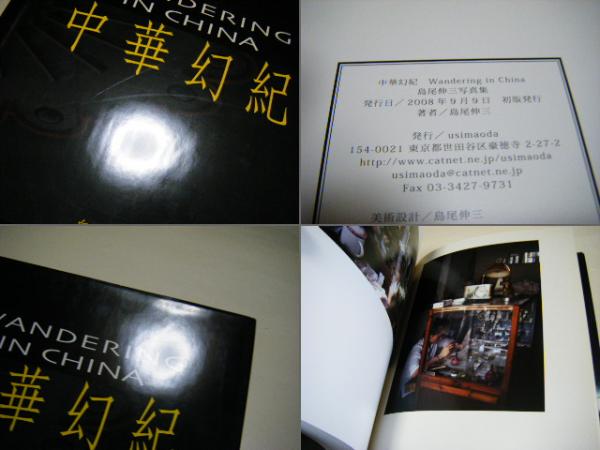 WANDERING
IN CHINA
中華幻紀
中華幻紀 Wandering in China
島尾伸三写真集
発行日／2008年9月9日 初版発行
著者／島尾伸三
発行／usimaoda
154-0021 東京都世田谷区豪徳寺 2-27-2
http://www.catnet.ne.jp/usimaoda
usimaoda@catnet.ne.jp
Fax 03-3427-9731
美術設計／島尾伸三
WANDERING
IN CHINA
華幻紀